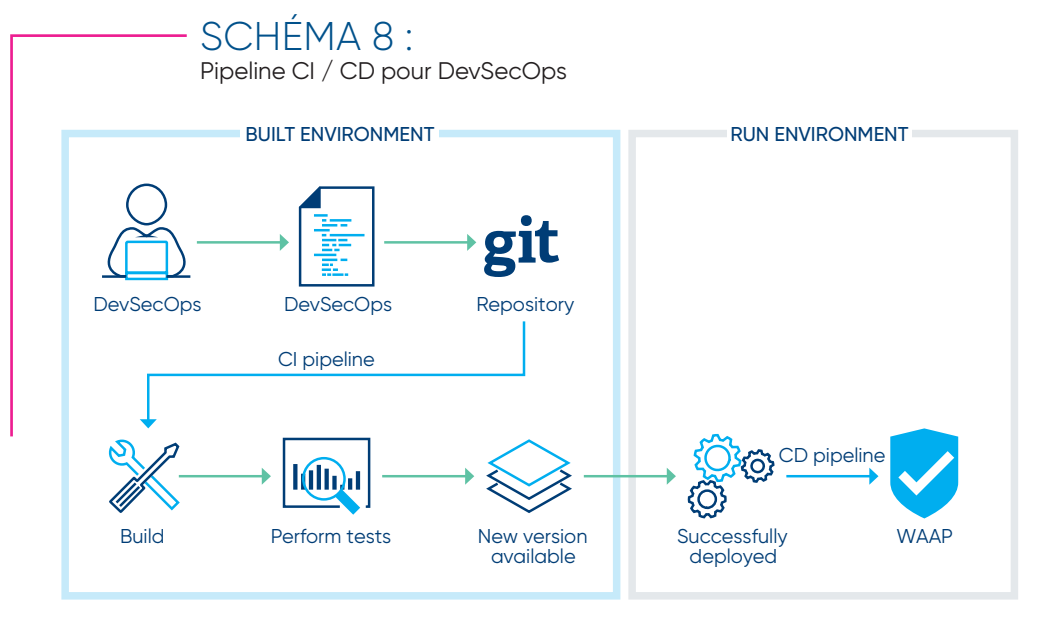 SCHÉMA 8 :
Pipeline CI / CD pour DevSecOps
BUILT ENVIRONMENT
RUN ENVIRONMENT
git
DevSecOps
DevSecOps
Repository
CI pipeline
CD pipeline
Build
Perform tests
New version
available
Successfully
deployed
WAAP